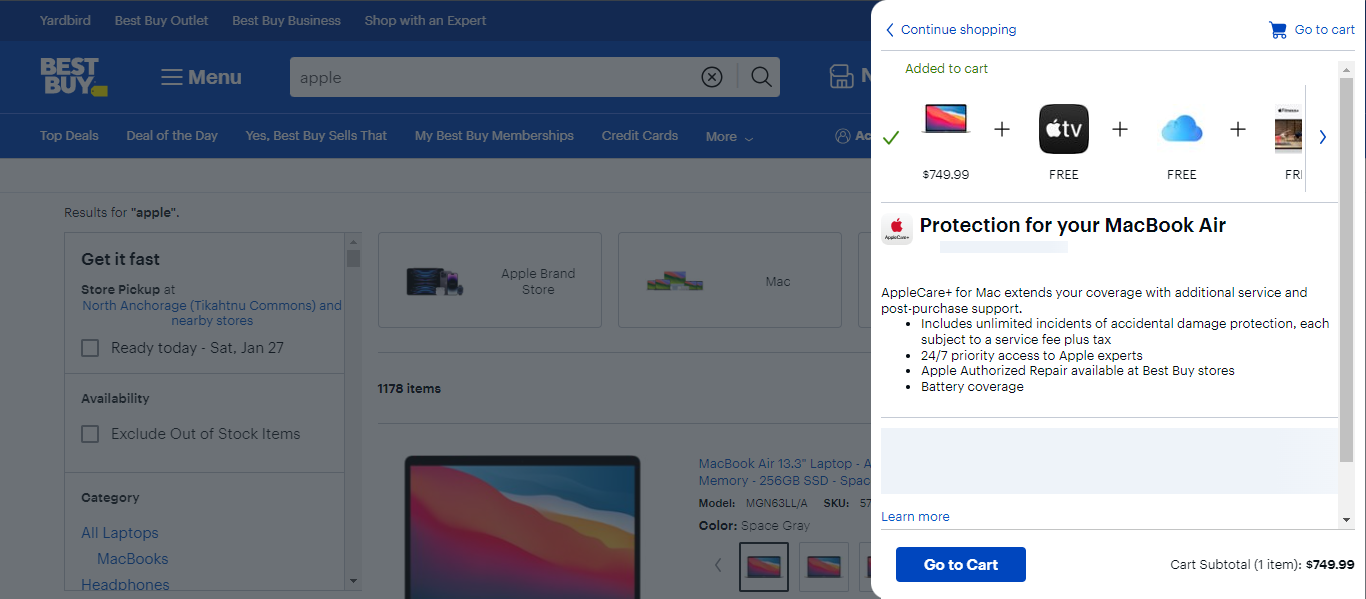 Yardbird Best Buy Outlet Best Buy Business Shop with an Expert
BEST
BUY
Menu
apple
N
Top Deals Deal of the Day Yes, Best Buy Sells That My Best Buy Memberships Credit Cards More
Ac
Results for "apple".
Get it fast
Store Pickup at
North Anchorage (Tikahtnu Commons) and
nearby stores
Ready today - Sat, Jan 27
Availability
Exclude Out of Stock Items
Category
All Laptops
MacBooks
Headphones
Apple Brand
Store
Mac
1178 items
MacBook Air 13.3" Laptop - A
Memory - 256GB SSD - Spac
Model: MGN63LL/A SKU: 57
Color: Space Gray
Continue shopping
Go to cart
Added to cart
tv
$749.99 FREE FREE FRE
AppleCare+
Protection for your MacBook Air
AppleCare+ for Mac extends your coverage with additional service and
post-purchase support.
• Includes unlimited incidents of accidental damage protection, each
subject to a service fee plus tax
• 24/7 priority access to Apple experts
• Apple Authorized Repair available at Best Buy stores
• Battery coverage
Learn more
Go to Cart
Cart Subtotal (1 item): $749.99